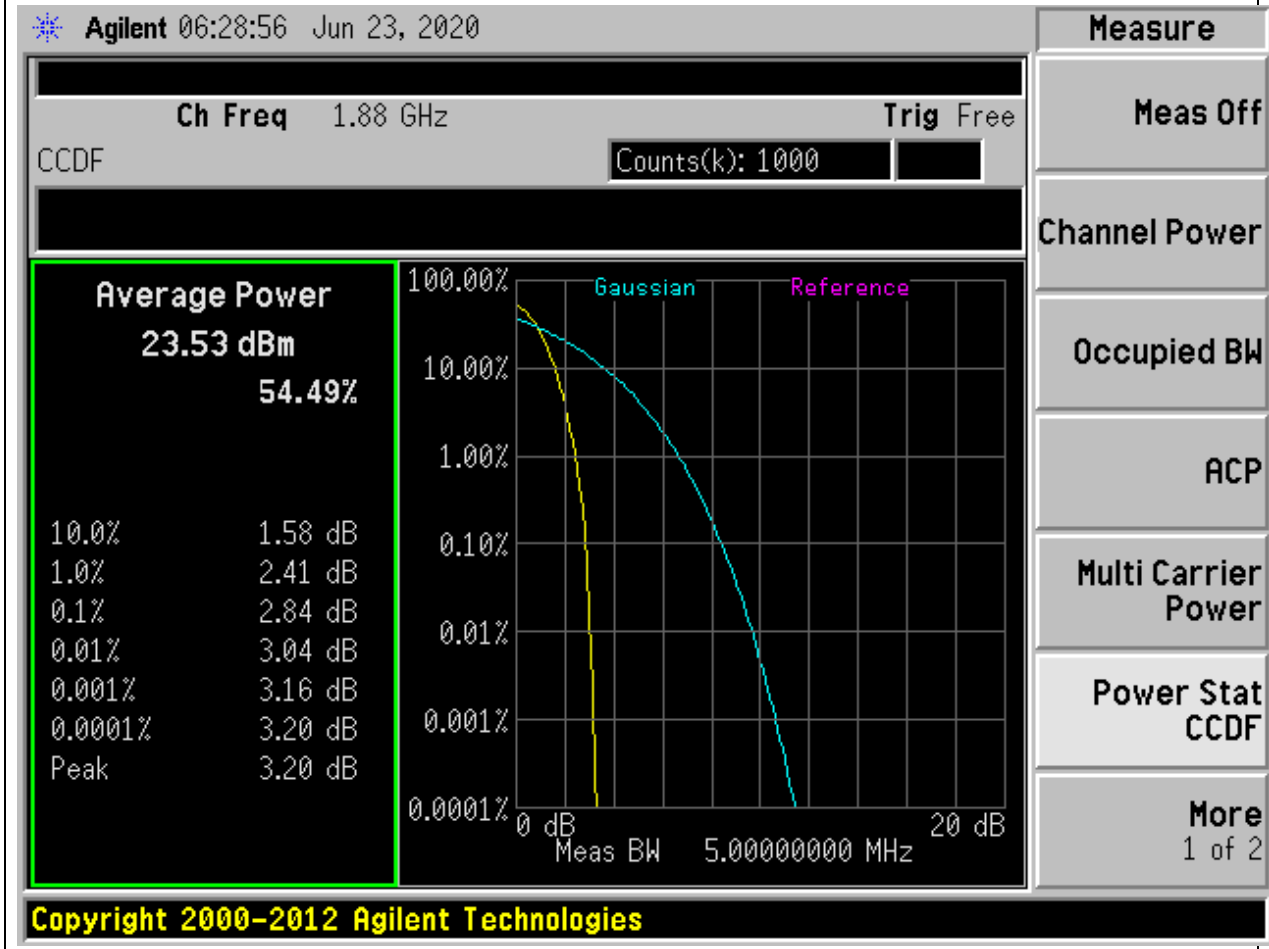 Agilent 06:28:56 Jun 23, 2020
Measure
Ch Freq 1.88 GHz
Trig Free
CCDF
Counts(k): 1000
Average Power
23.53 dBm
54.49%
10.0% 1.58 dB
1.0% 2.41 dB
0.1% 2.84 dB
0.01% 3.04 dB
0.001% 3.16 dB
0.0001% 3.20 dB
Peak 3.20 dB
Gaussian
Reference
100.00%
10.00%
1.00%
0.10%
0.01%
0.001%
0.0001%
0 dB
20 dB
Meas BW 5.00000000 MHz
Meas Off
Channel Power
Occupied BW
ACP
Multi Carrier
Power
Power Stat
CCDF
More
1 of 2
Copyright 2000-2012 Agilent Technologies